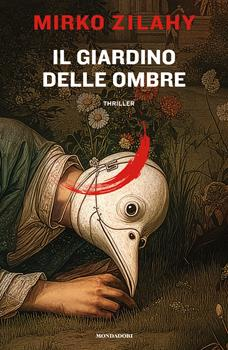 MIRKO ZILAHY
IL GIARDINO
DELLE OMBRE
THRILLER
MONDADORI